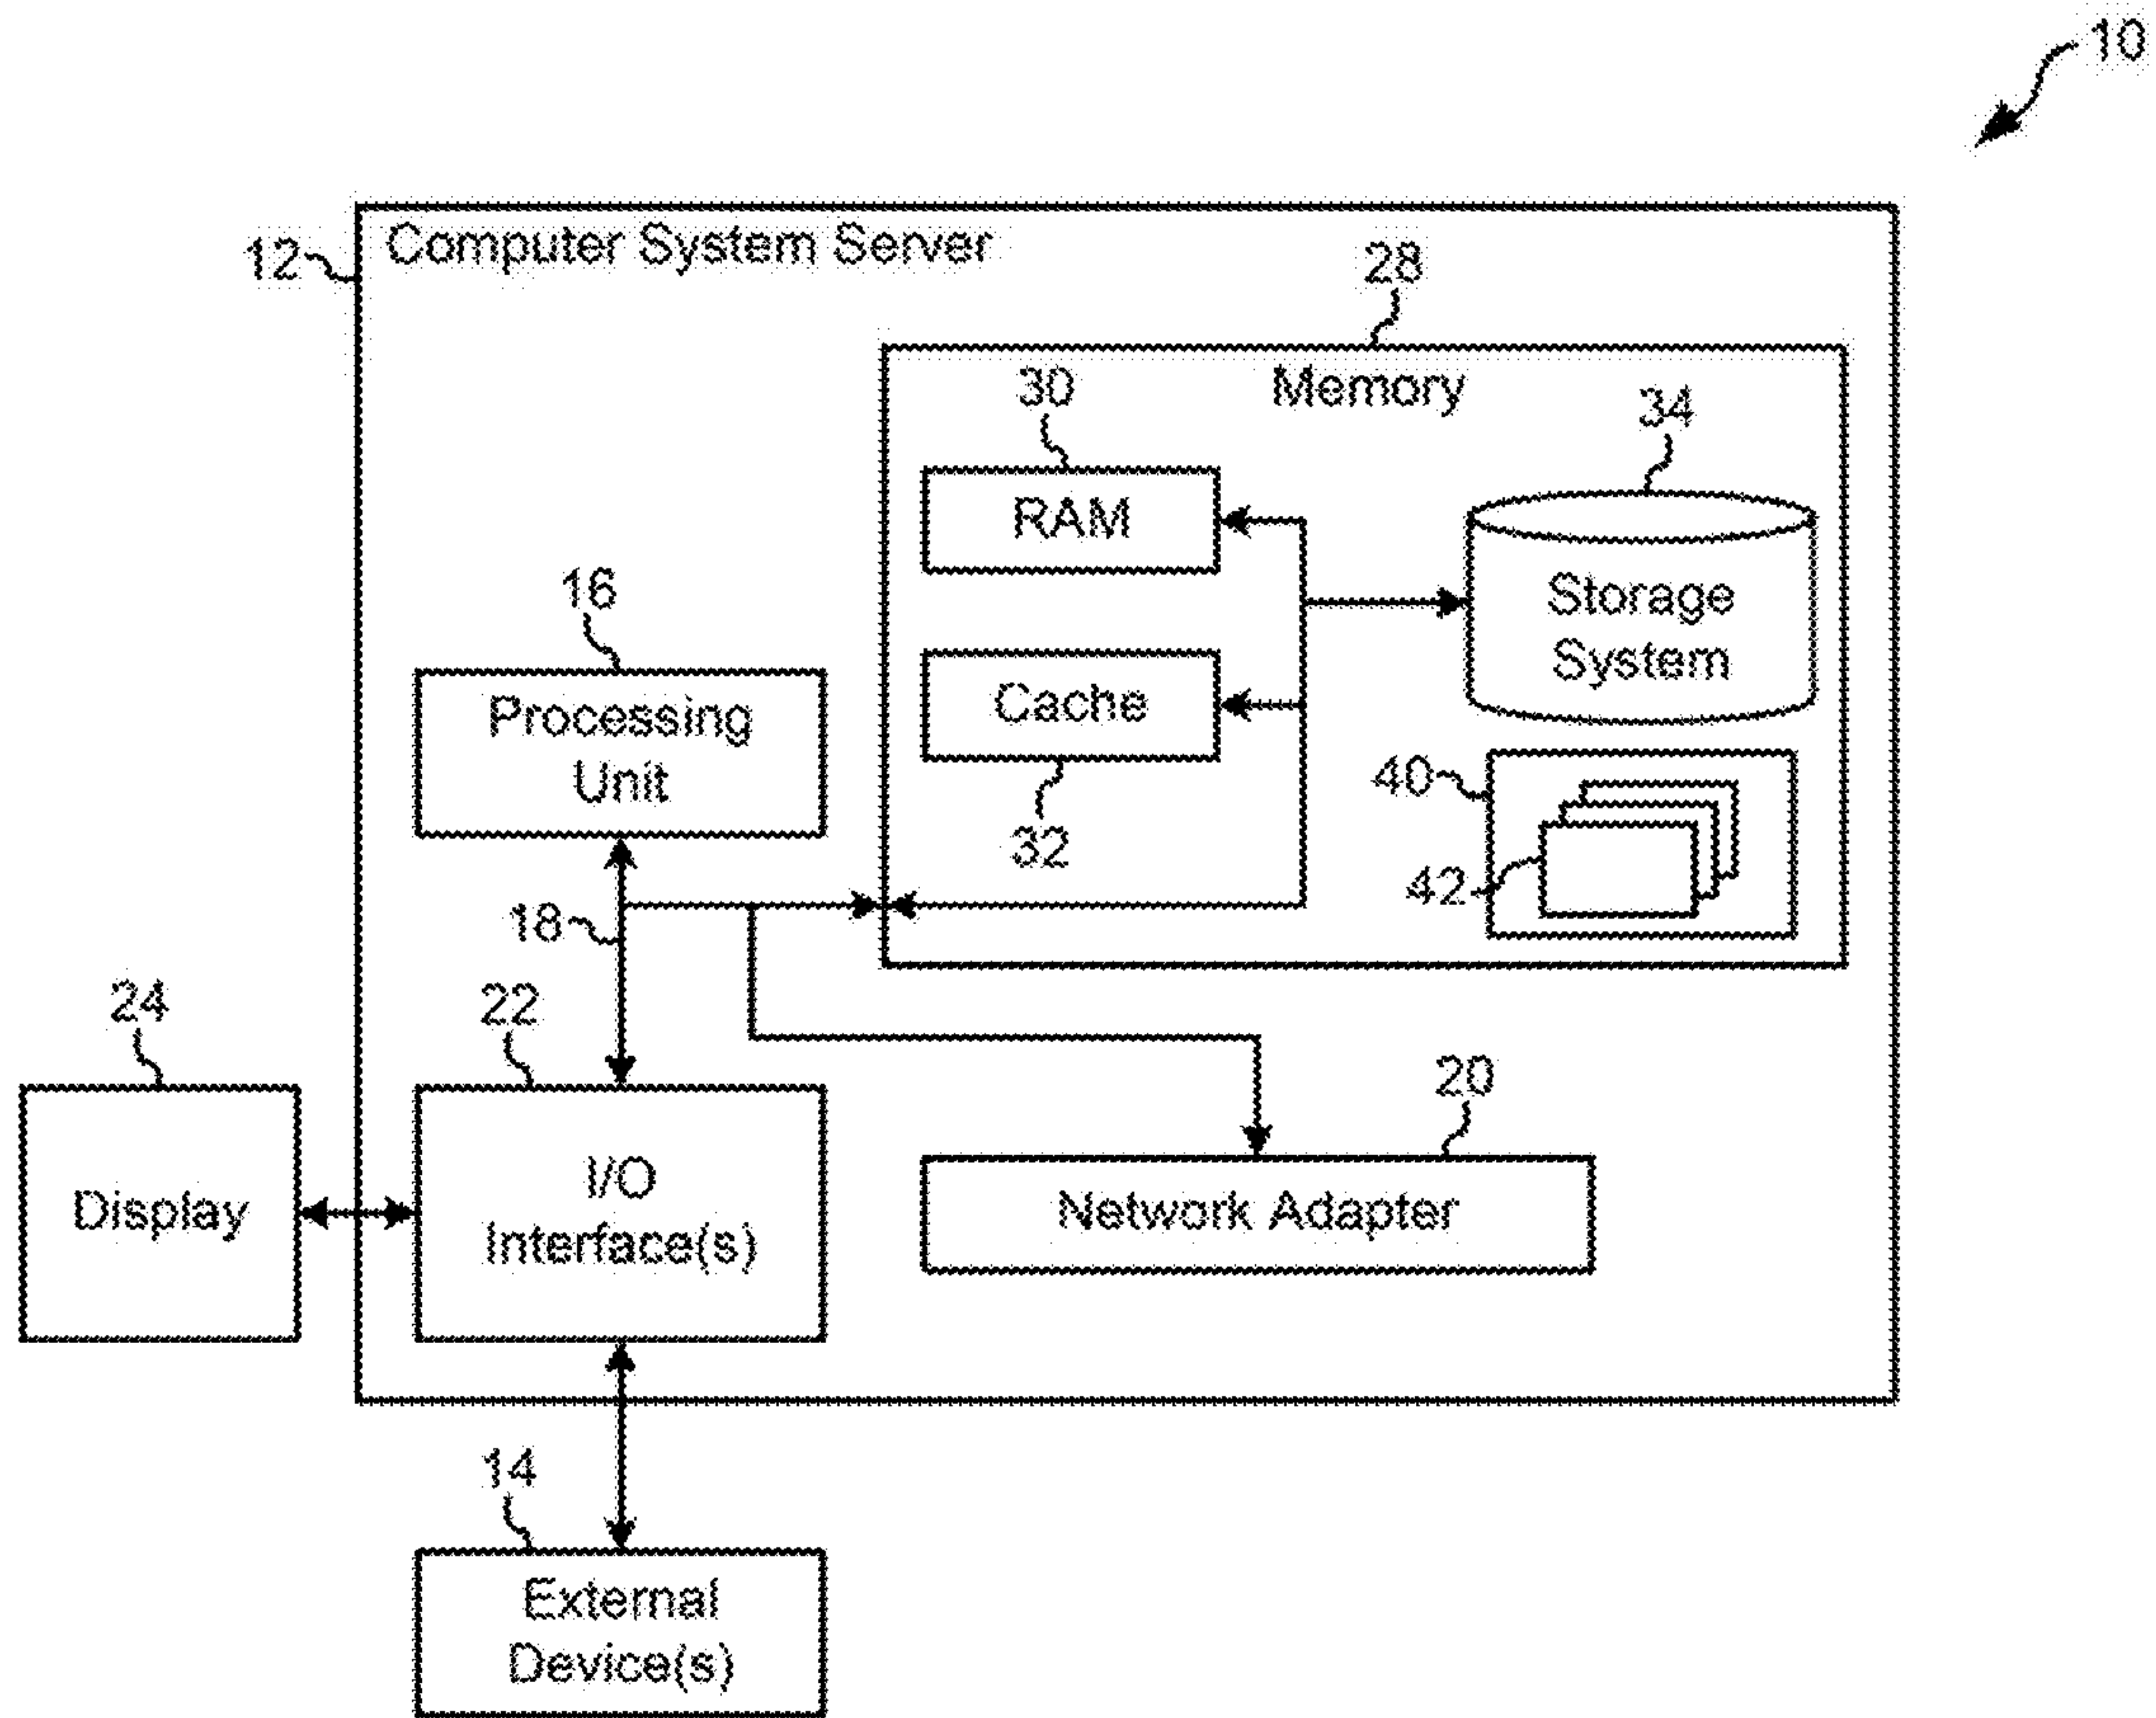 10
12
Computer System Server
28
Memory
30
RAM
34
Storage
System
16
Processing
Unit
Cache
32
40
42
18
24
22
20
Display
I/O
Interface(s)
Network Adapter
14
External
Device(s)